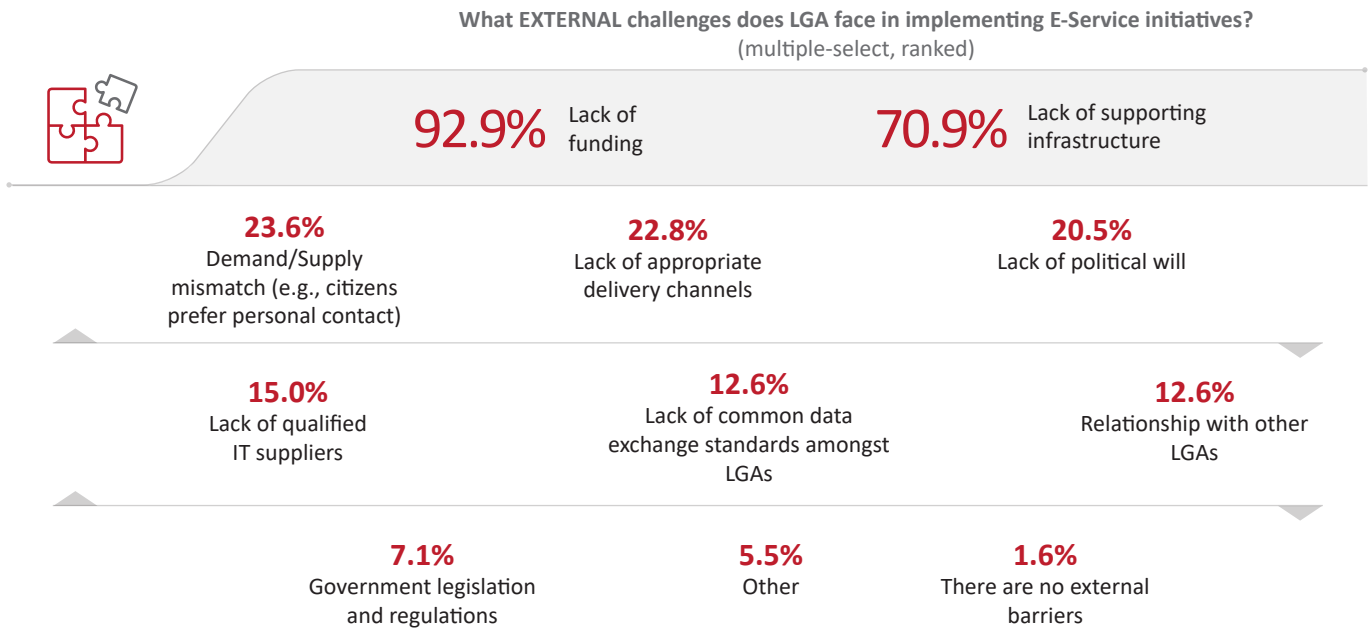 What EXTERNAL challenges does LGA face in implementing E-Service initiatives?
(multiple-select, ranked)
92.9%
Lack of
funding
70.9%
Lack of supporting
infrastructure
23.6%
Demand/Supply
mismatch (e.g., citizens
prefer personal contact)
22.8%
Lack of appropriate
delivery channels
20.5%
Lack of political will
15.0%
Lack of qualified
IT suppliers
12.6%
Lack of common data
exchange standards amongst
LGAs
12.6%
Relationship with other
LGAs
7.1%
Government legislation
and regulations
5.5%
Other
1.6%
There are no external
barriers